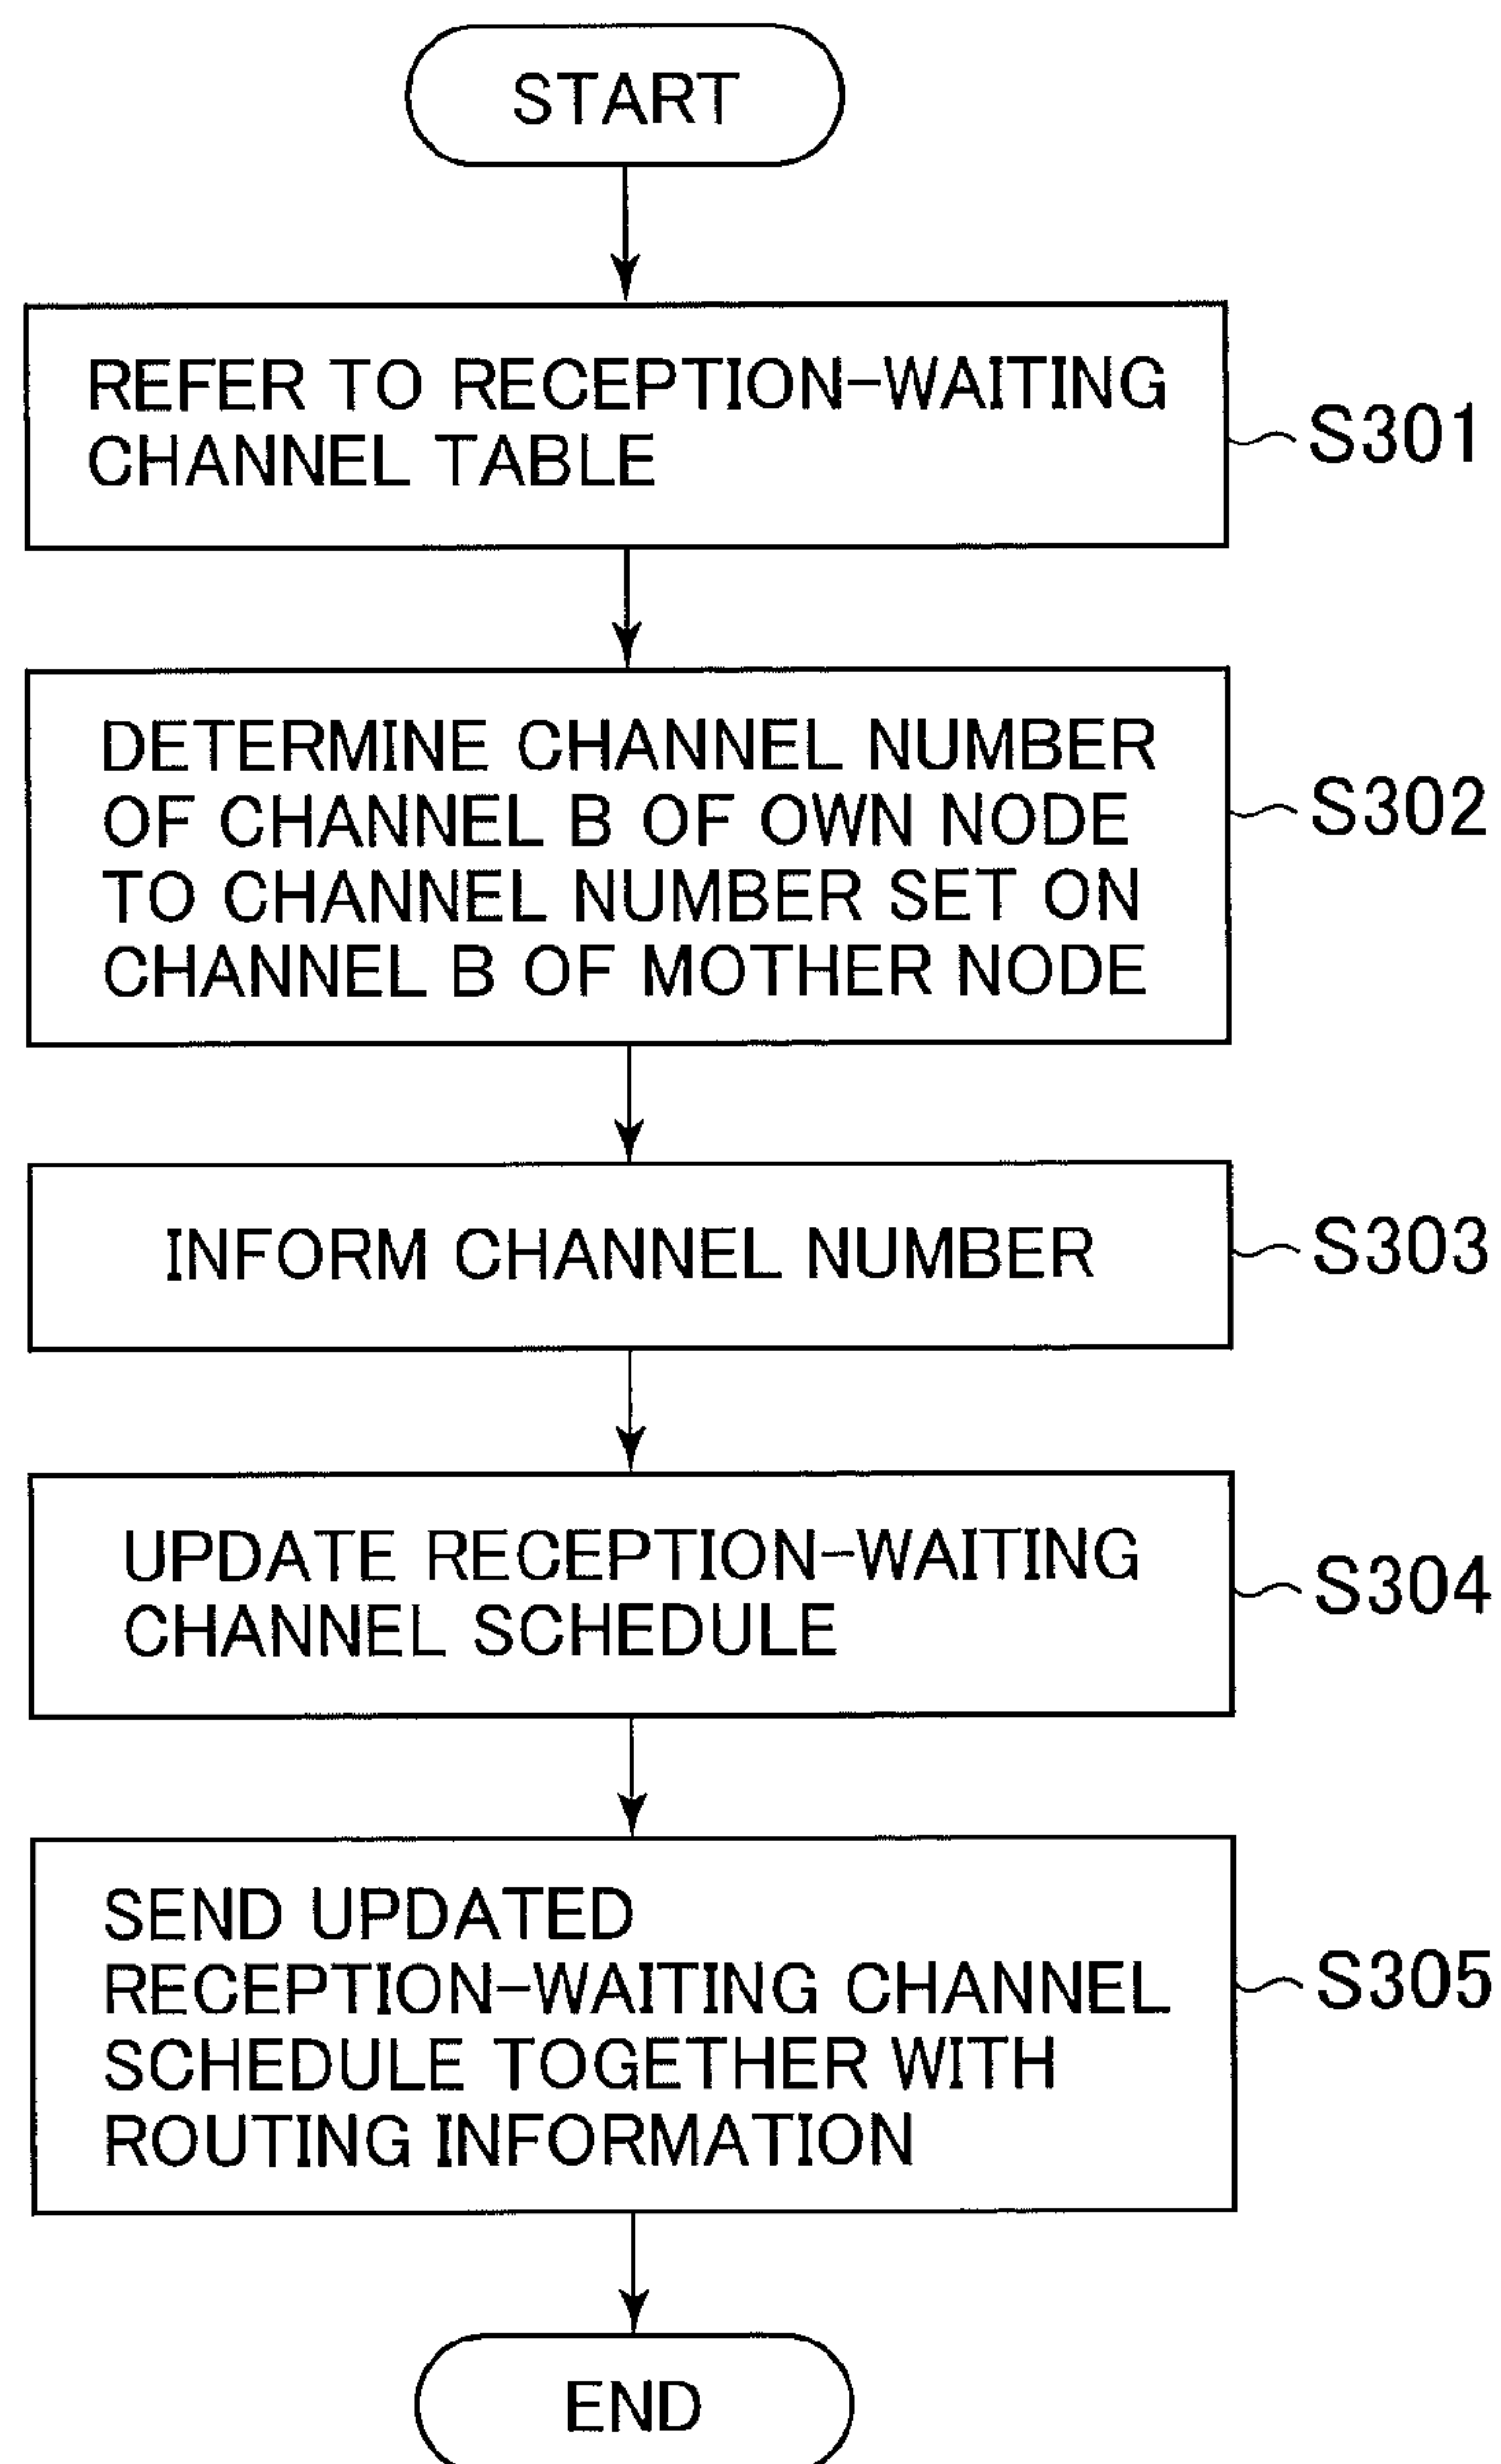 START
REFER TO RECEPTION-WAITING
CHANNEL TABLE
S301
DETERMINE CHANNEL NUMBER
OF CHANNEL B OF OWN NODE
TO CHANNEL NUMBER SET ON
CHANNEL B OF MOTHER NODE
S302
INFORM CHANNEL NUMBER
S303
UPDATE RECEPTION-WAITING
CHANNEL SCHEDULE
S304
SEND UPDATED
RECEPTION-WAITING CHANNEL
SCHEDULE TOGETHER WITH
ROUTING INFORMATION
S305
END